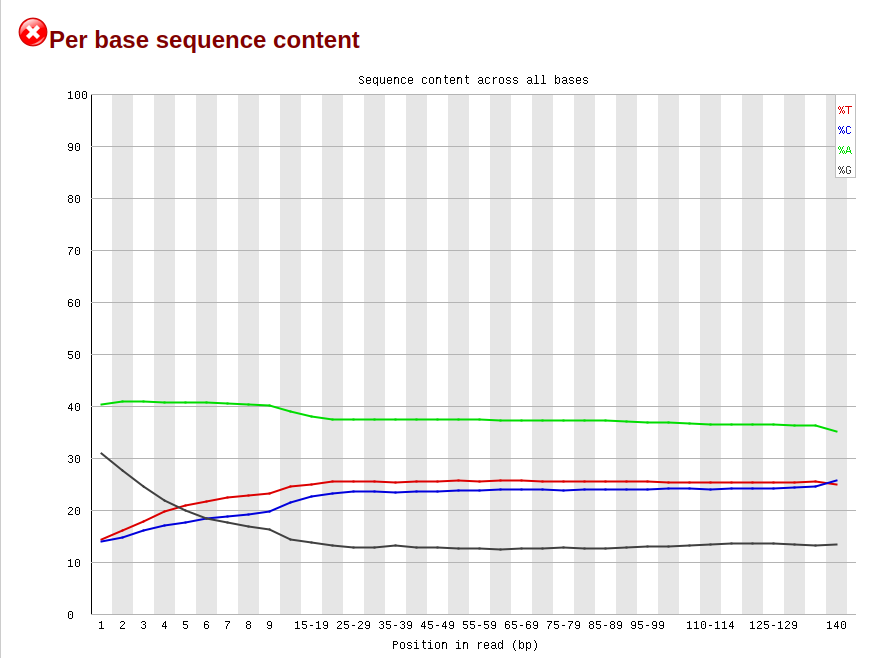 Per base sequence content
Sequence content across all bases
100
90
80
70
60
50
40
30
20
10
0
%T
%C
%A
%G
1 2 3 4 5 6 7 8 9 15-19 25-29 35-39 45-49 55-59 65-69 75-79 85-89 95-99 110-114 125-129 140
Position in read (bp)